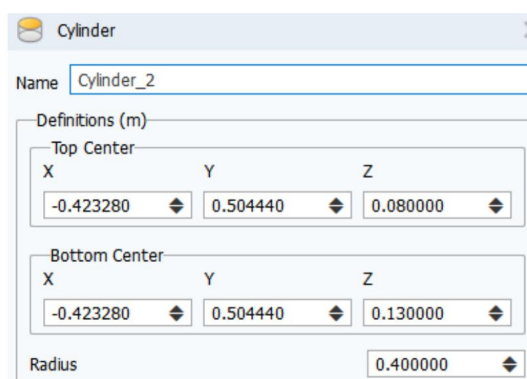 Cylinder
Name Cylinder_2
Definitions (m)
Top Center
X Y Z
-0.423280 0.504440 0.080000
Bottom Center
X Y Z
-0.423280 0.504440 0.130000
Radius 0.400000